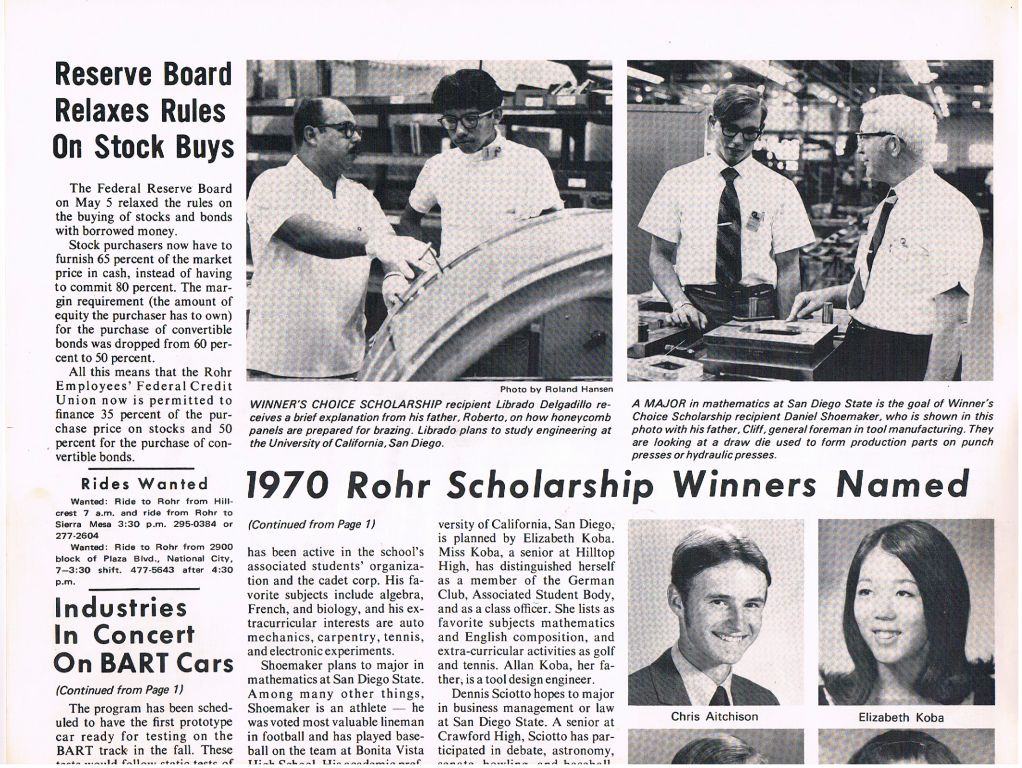 Reserve Board
Relaxes Rules
On Stock Buys
The Federal Reserve Board
on May 5 relaxed the rules on
the buying of stocks and bonds
with borrowed money.
Stock purchasers now have to
furnish 65 percent of the market
price in cash, instead of having
to commit 80 percent. The mar-
gin requirement (the amount of
equity the purchaser has to own)
for the purchase of convertible
bonds was dropped from 60 per-
cent to 50 percent.
All this means that the Rohr
Employees' Federal Credit
Union now is permitted to
finance 35 percent of the pur-
chase price on stocks and 50
percent for the purchase of con-
vertible bonds.
Rides Wanted
Wanted: Ride to Rohr from Hill-
crest 7 a.m. and ride from Rohr to
Sierra Mesa 3:30 p.m. 295-0384 or
277-2604
Wanted: Ride to Rohr from 2900
block of Plaza Blvd., National City,
7—3:30 shift. 477-5643 after 4:30
p.m.
Industries
In Concert
On BART Cars
(Continued from Page 1)
The program has been sched-
uled to have the first prototype
car ready for testing on the
BART track in the fall. These
tests would follow static tests of
Photo by Roland Hansen
WINNER'S CHOICE SCHOLARSHIP recipient Librado Delgadillo re-
ceives a brief explanation from his father, Roberto, on how honeycomb
panels are prepared for brazing. Librado plans to study engineering at
the University of California, San Diego.
A MAJOR in mathematics at San Diego State is the goal of Winner's
Choice Scholarship recipient Daniel Shoemaker, who is shown in this
photo with his father, Cliff, general foreman in tool manufacturing. They
are looking at a draw die used to form production parts on punch
presses or hydraulic presses.
1970 Rohr Scholarship Winners Named
(Continued from Page 1)
has been active in the school's
associated students' organiza-
tion and the cadet corp. His fa-
vorite subjects include algebra,
French, and biology, and his ex-
tracurricular interests are auto
mechanics, carpentry, tennis,
and electronic experiments.
Shoemaker plans to major in
mathematics at San Diego State.
Among many other things,
Shoemaker is an athlete — he
was voted most valuable lineman
in football and has played base-
ball on the team at Bonita Vista
High School. His academic pref-
versity of California, San Diego,
is planned by Elizabeth Koba.
Miss Koba, a senior at Hilltop
High, has distinguished herself
as a member of the German
Club, Associated Student Body,
and as a class officer. She lists as
favorite subjects mathematics
and English composition, and
extra-curricular activities as golf
and tennis. Allan Koba, her fa-
ther, is a tool design engineer.
Dennis Sciotto hopes to major
in business management or law
at San Diego State. A senior at
Crawford High, Sciotto has par-
ticipated in debate, astronomy,
senate, bowling, and baseball.
Chris Aitchison
Elizabeth Koba